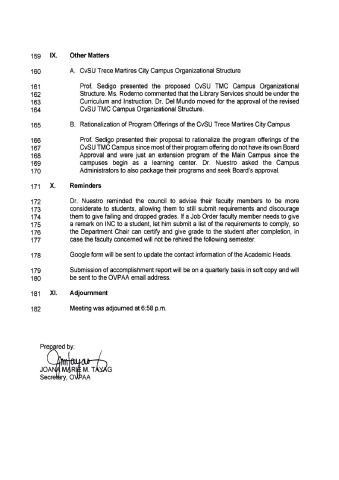 159 IX. Other Matters
160 A. CvSU Trece Martires City Campus Organizational Structure
161 Prof. Sedigo presented the proposed CvSU TMC Campus Organizational
162 Structure. Ms. Roderno commented that the Library Services should be under the
163 Curriculum and Instruction. Dr. Del Mundo moved for the approval of the revised
164 CvSU TMC Campus Organizational Structure.
165 B. Rationalization of Program Offerings of the CvSU Trece Martires City Campus
166 Prof. Sedigo presented their proposal to rationalize the program offerings of the
167 CvSU TMC Campus since most of their program offering do not have its own Board
168 Approval and were just an extension program of the Main Campus since the
169 campuses begin as a learning center. Dr. Nuestro asked the Campus
170 Administrators to also package their programs and seek Board's approval.
171 X. Reminders
172 Dr. Nuestro reminded the council to advise their faculty members to be more
173 considerate to students, allowing them to still submit requirements and discourage
174 them to give failing and dropped grades. If a Job Order faculty member needs to give
175 a remark on INC to a student, let him submit a list of the requirements to comply, so
176 the Department Chair can certify and give grade to the student after completion, in
177 case the faculty concerned will not be rehired the following semester.
178 Google form will be sent to update the contact information of the Academic Heads.
179 Submission of accomplishment report will be on a quarterly basis in soft copy and will
180 be sent to the OVPAA email address.
181 XI. Adjournment
182 Meeting was adjourned at 6:58 p.m.
Prepared by:
JOANA MARIE M. TAYAG
Secretary, OVPAA